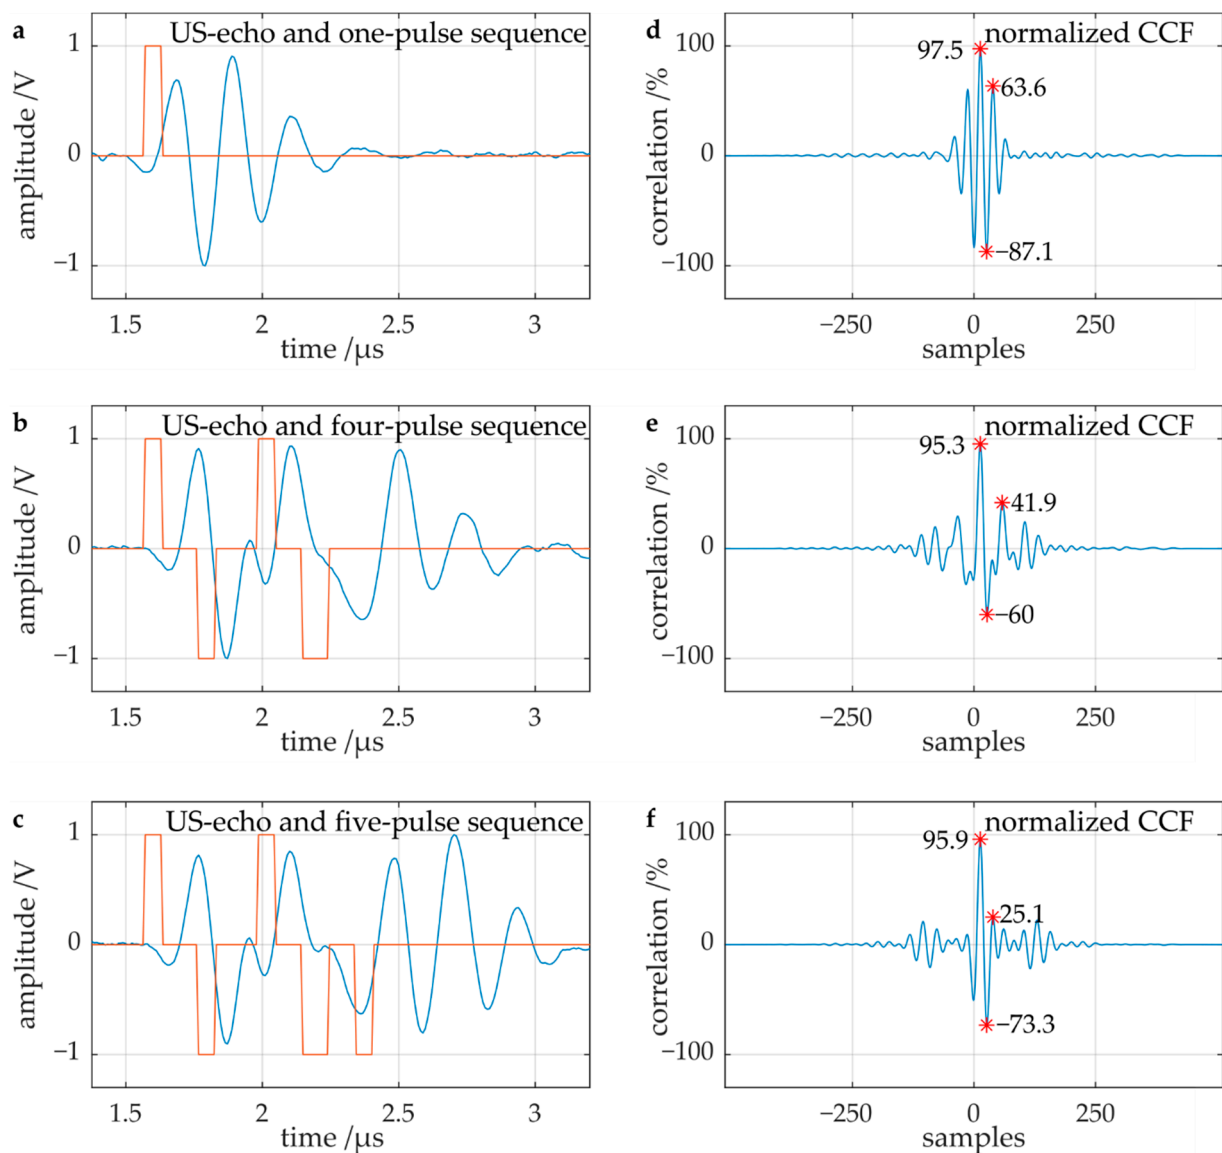 a
US-echo and one-pulse sequence
1
0
−1
amplitude /V
1.5
2
2.5
3
time /µs
d
normalized CCF
100
0
−100
correlation /%
97.5
63.6
−87.1
−250
0
250
samples
b
US-echo and four-pulse sequence
1
0
−1
amplitude /V
1.5
2
2.5
3
time /µs
e
normalized CCF
100
0
−100
correlation /%
95.3
41.9
−60
−250
0
250
samples
c
US-echo and five-pulse sequence
1
0
−1
amplitude /V
1.5
2
2.5
3
time /µs
f
normalized CCF
100
0
−100
correlation /%
95.9
25.1
−73.3
−250
0
250
samples